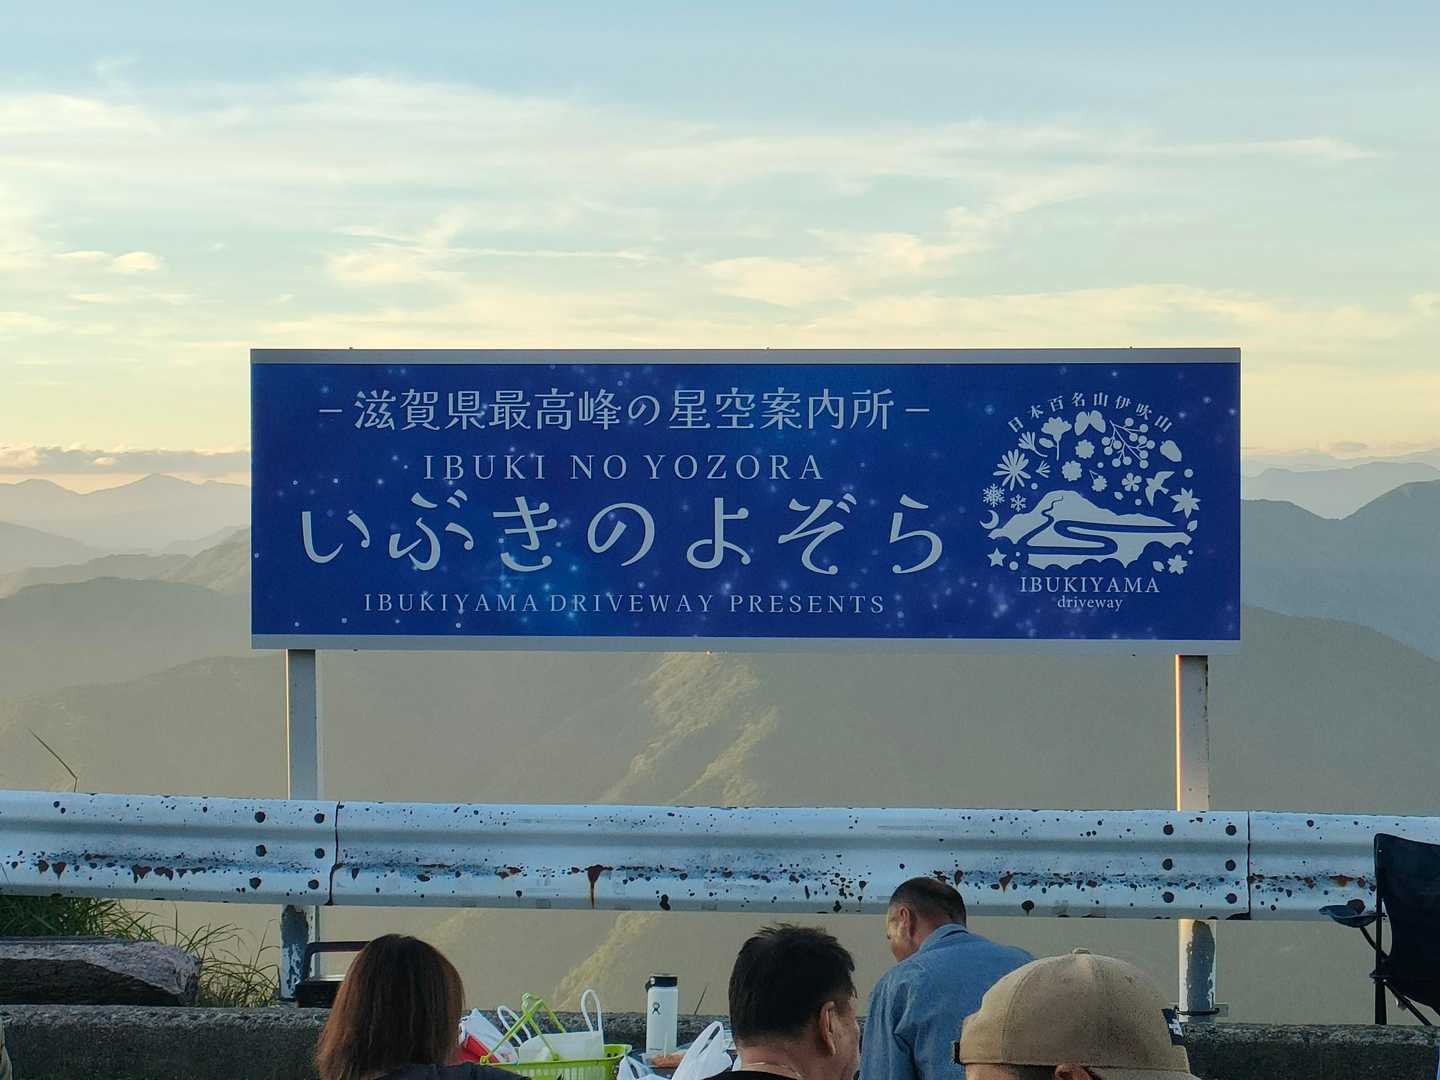 －滋賀県最高峰の星空案内所－
IBUKI NO YOZORA
いぶきのよぞら
IBUKIYAMA DRIVEWAY PRESENTS
日本百名山伊吹山
IBUKIYAMA
driveway